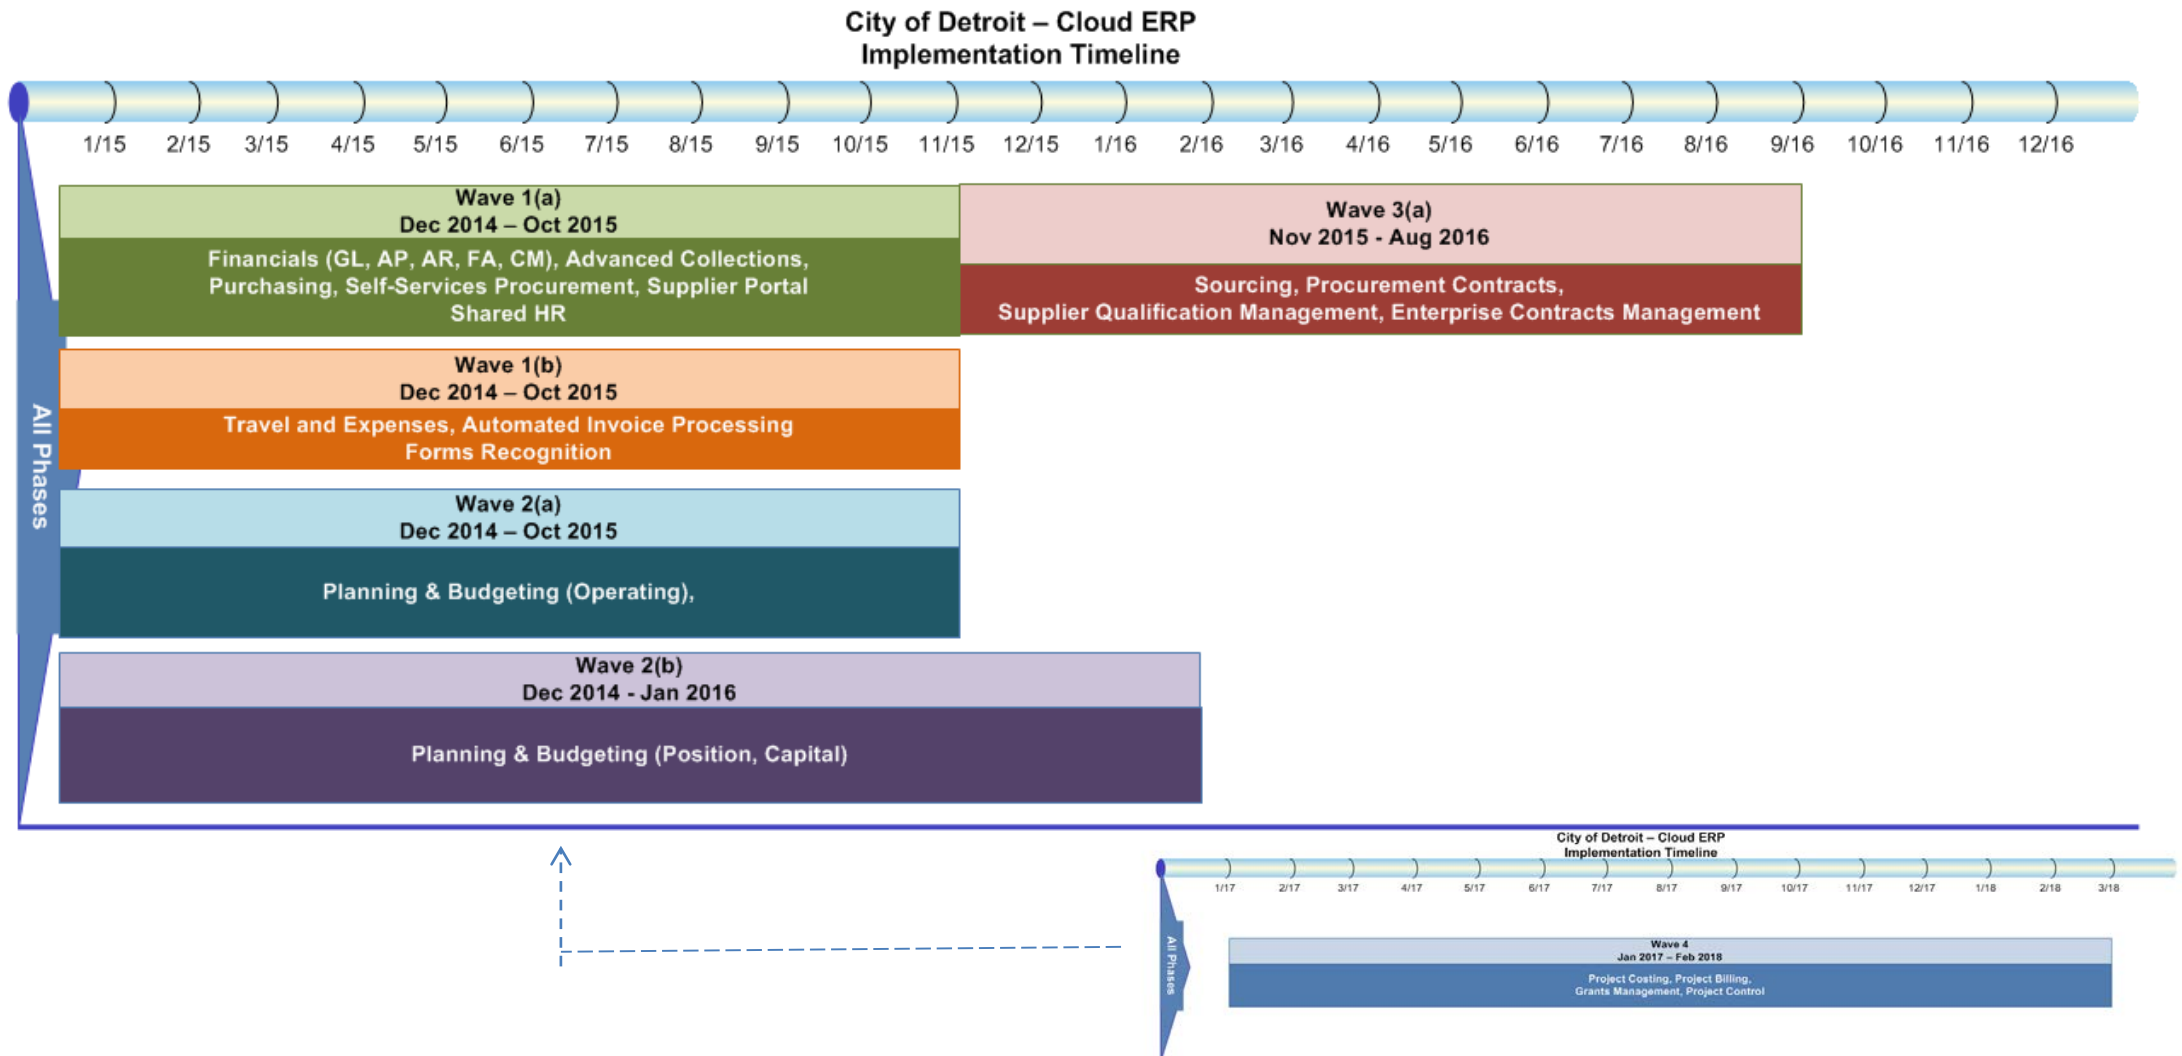 City of Detroit – Cloud ERP
Implementation Timeline
1/15 2/15 3/15 4/15 5/15 6/15 7/15 8/15 9/15 10/15 11/15 12/15 1/16 2/16 3/16 4/16 5/16 6/16 7/16 8/16 9/16 10/16 11/16 12/16
All Phases
Wave 1(a)
Dec 2014 – Oct 2015
Financials (GL, AP, AR, FA, CM), Advanced Collections,
Purchasing, Self-Services Procurement, Supplier Portal
Shared HR
Wave 3(a)
Nov 2015 - Aug 2016
Sourcing, Procurement Contracts,
Supplier Qualification Management, Enterprise Contracts Management
Wave 1(b)
Dec 2014 – Oct 2015
Travel and Expenses, Automated Invoice Processing
Forms Recognition
Wave 2(a)
Dec 2014 – Oct 2015
Planning & Budgeting (Operating),
Wave 2(b)
Dec 2014 - Jan 2016
Planning & Budgeting (Position, Capital)
City of Detroit – Cloud ERP
Implementation Timeline
1/17 2/17 3/17 4/17 5/17 6/17 7/17 8/17 9/17 10/17 11/17 12/17 1/18 2/18 3/18
All Phases
Wave 4
Jan 2017 – Feb 2018
Project Costing, Project Billing,
Grants Management, Project Control